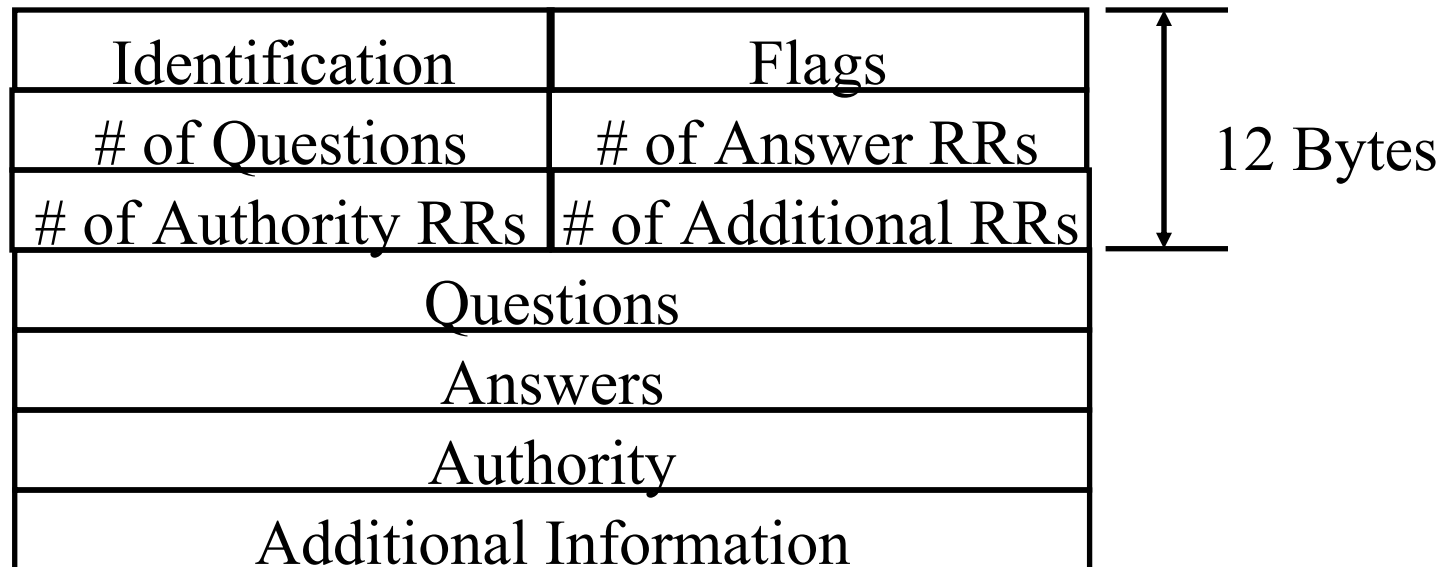 Identification Flags
# of Questions # of Answer RRs
12 Bytes
# of Authority RRs # of Additional RRs
Questions
Answers
Authority
Additional Information